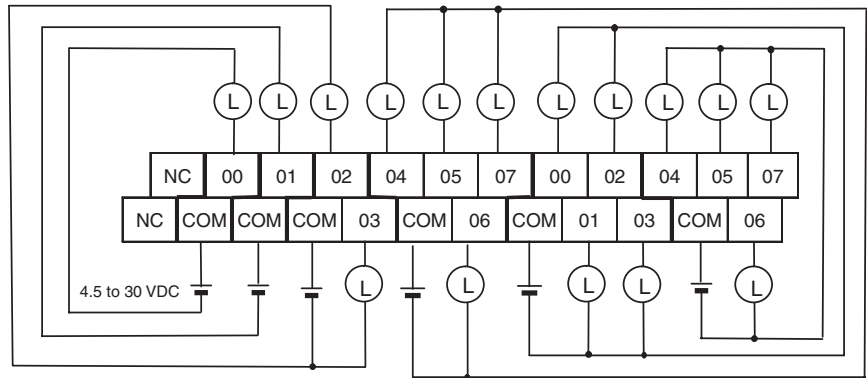 L L L L L L L L L L L
NC 00 01 02 04 05 07 00 02 04 05 07
NC COM COM COM 03 COM 06 COM 01 03 COM 06
4.5 to 30 VDC
L L L L L